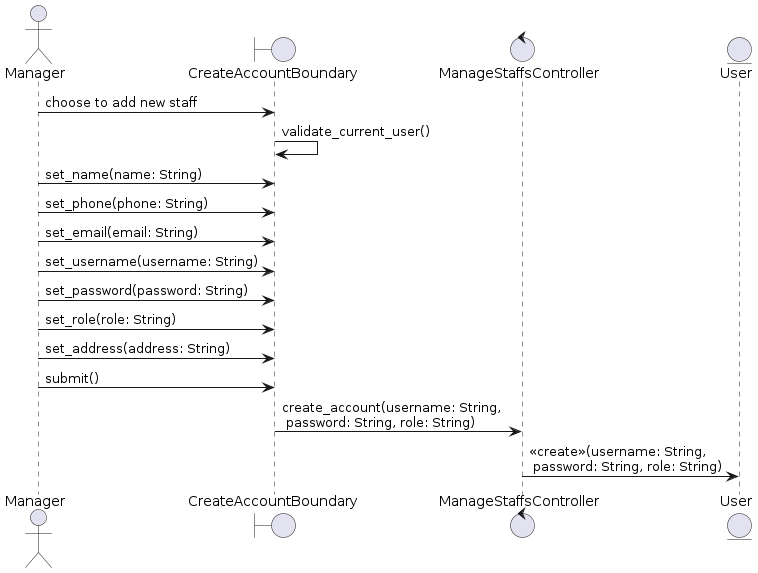 Manager
CreateAccountBoundary
ManageStaffsController
User
choose to add new staff
validate_current_user()
set_name(name: String)
set_phone(phone: String)
set_email(email: String)
set_username(username: String)
set_password(password: String)
set_role(role: String)
set_address(address: String)
submit()
create_account(username: String,
password: String, role: String)
«create»(username: String,
password: String, role: String)
Manager
CreateAccountBoundary
ManageStaffsController
User